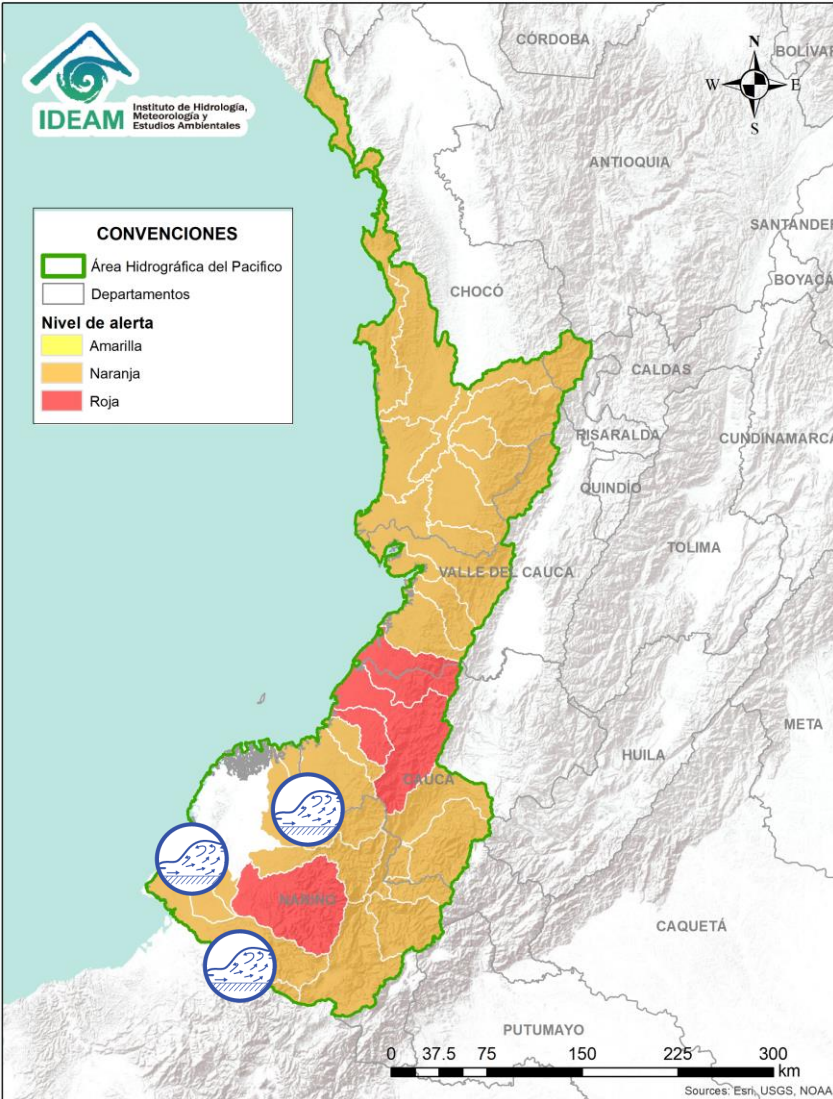 IDEAM
Instituto de Hidrología,
Meteorología y
Estudios Ambientales
N
W
E
S
CONVENCIONES
Área Hidrográfica del Pacifico
Departamentos
Nivel de alerta
Amarilla
Naranja
Roja
CÓRDOBA
BOLÍVAR
ANTIOQUIA
SANTANDER
BOYACÁ
CHOCÓ
CALDAS
RISARALDA
CUNDINAMARCA
QUINDÍO
TOLIMA
VALLE DEL CAUCA
META
HUILA
CAUCA
NARIÑO
CAQUETÁ
PUTUMAYO
0 37.5 75 150 225 300
km
Sources: Esri, USGS, NOAA